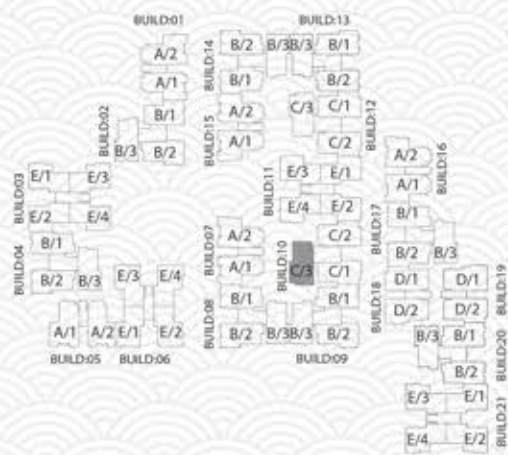 BUILD:01
A/2
A/1
BUILD:02
B/1
B/3
B/2
BUILD:03
E/1
E/3
E/2
E/4
BUILD:04
B/1
B/2
B/3
A/1
A/2
BUILD:05
E/3
E/4
E/1
E/2
BUILD:06
BUILD:13
BUILD:14
B/2
B/3
B/3
B/1
B/1
B/2
BUILD:15
A/2
A/1
C/3
C/1
C/2
BUILD:12
BUILD:11
E/3
E/1
E/4
E/2
BUILD:07
A/2
A/1
BUILD:10
C/2
C/3
C/1
BUILD:08
B/1
B/2
B/3
B/3
B/1
B/2
BUILD:09
A/2
A/1
BUILD:16
BUILD:17
B/1
B/2
B/3
BUILD:18
D/1
D/2
D/1
D/2
BUILD:19
B/3
B/1
B/2
BUILD:20
E/3
E/1
E/4
E/2
BUILD:21